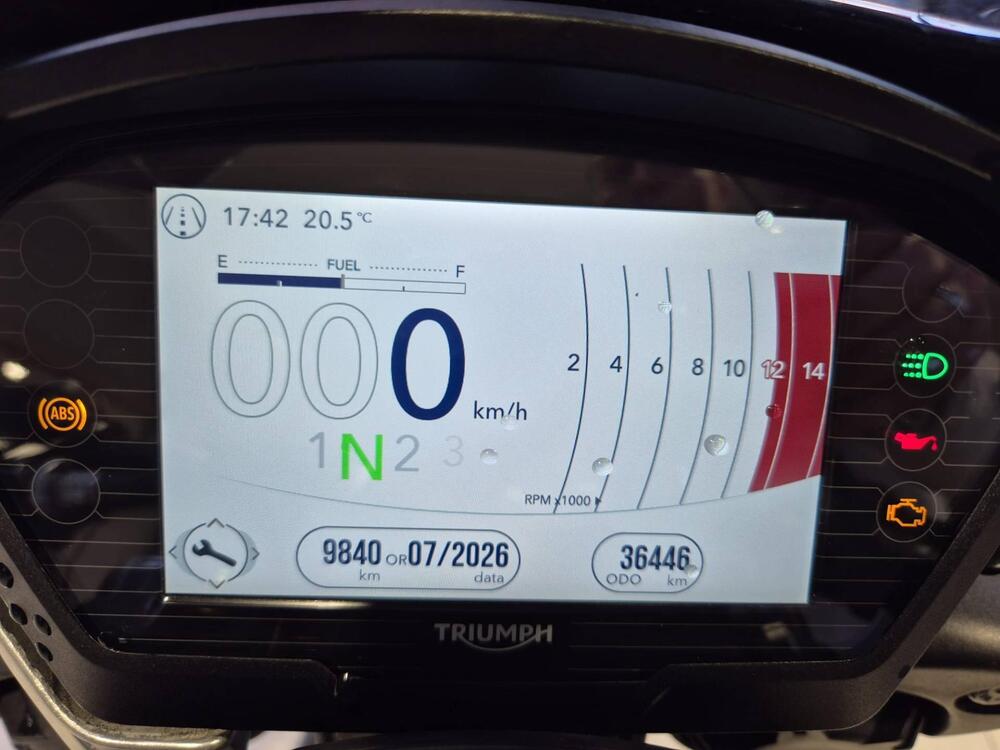 17:42 20.5°C
E FUEL F
000 km/h
1 N 2 3
2 4 6 8 10 12 14
RPM x1000
ABS
9840 km OR 07/2026 data
36446
ODO km
TRIUMPH